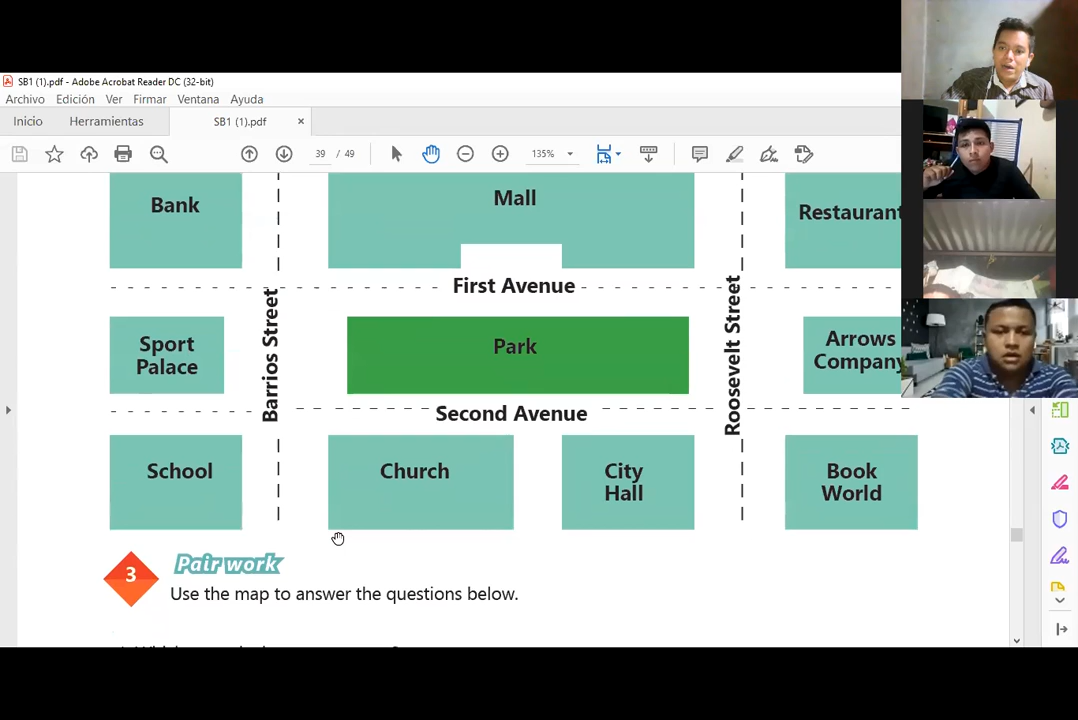 SB1 (1).pdf - Adobe Acrobat Reader DC (32-bit)
Archivo Edición Ver Firmar Ventana Ayuda
Inicio Herramientas SB1 (1).pdf ×
39 / 49 135%
Bank Mall Restaurant
First Avenue
Barrios Street
Roosevelt Street
Sport
Palace
Park
Arrows
Company
Second Avenue
School Church City
Hall
Book
World
3 Pair work
Use the map to answer the questions below.